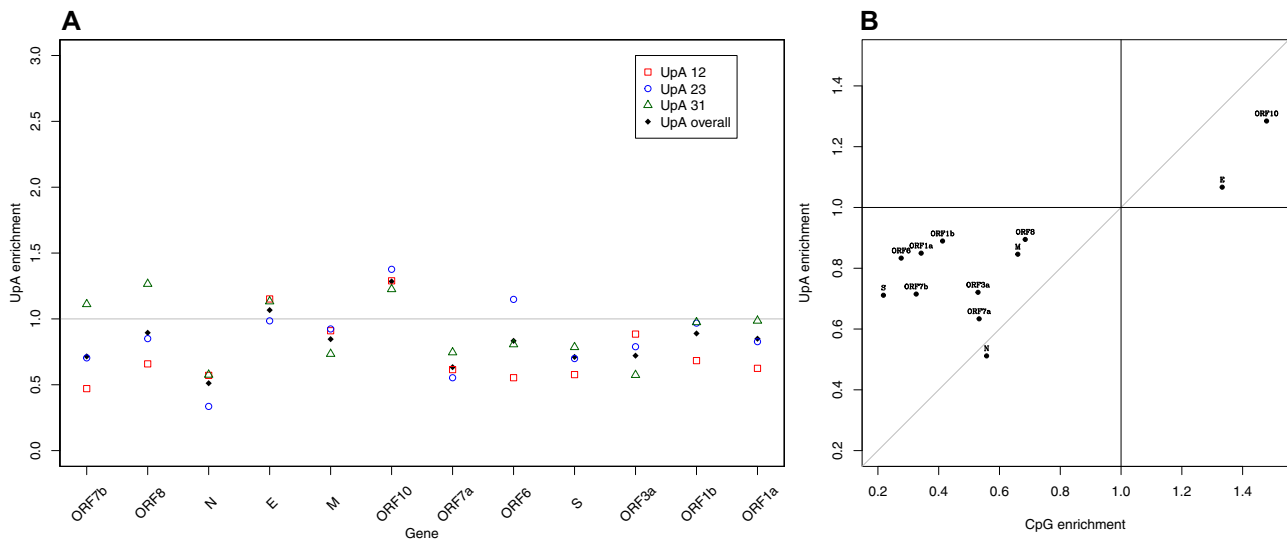 A
UpA enrichment
3.0
2.5
2.0
1.5
1.0
0.5
0.0
UpA 12
UpA 23
UpA 31
UpA overall
ORF7b
ORF8
N
E
M
ORF10
ORF7a
ORF6
S
ORF3a
ORF1b
ORF1a
Gene
B
UpA enrichment
1.4
1.2
1.0
0.8
0.6
0.4
0.2
ORF10
E
ORF1b
ORF8
ORF6
ORF1a
M
S
ORF7b
ORF3a
ORF7a
N
0.2
0.4
0.6
0.8
1.0
1.2
1.4
CpG enrichment